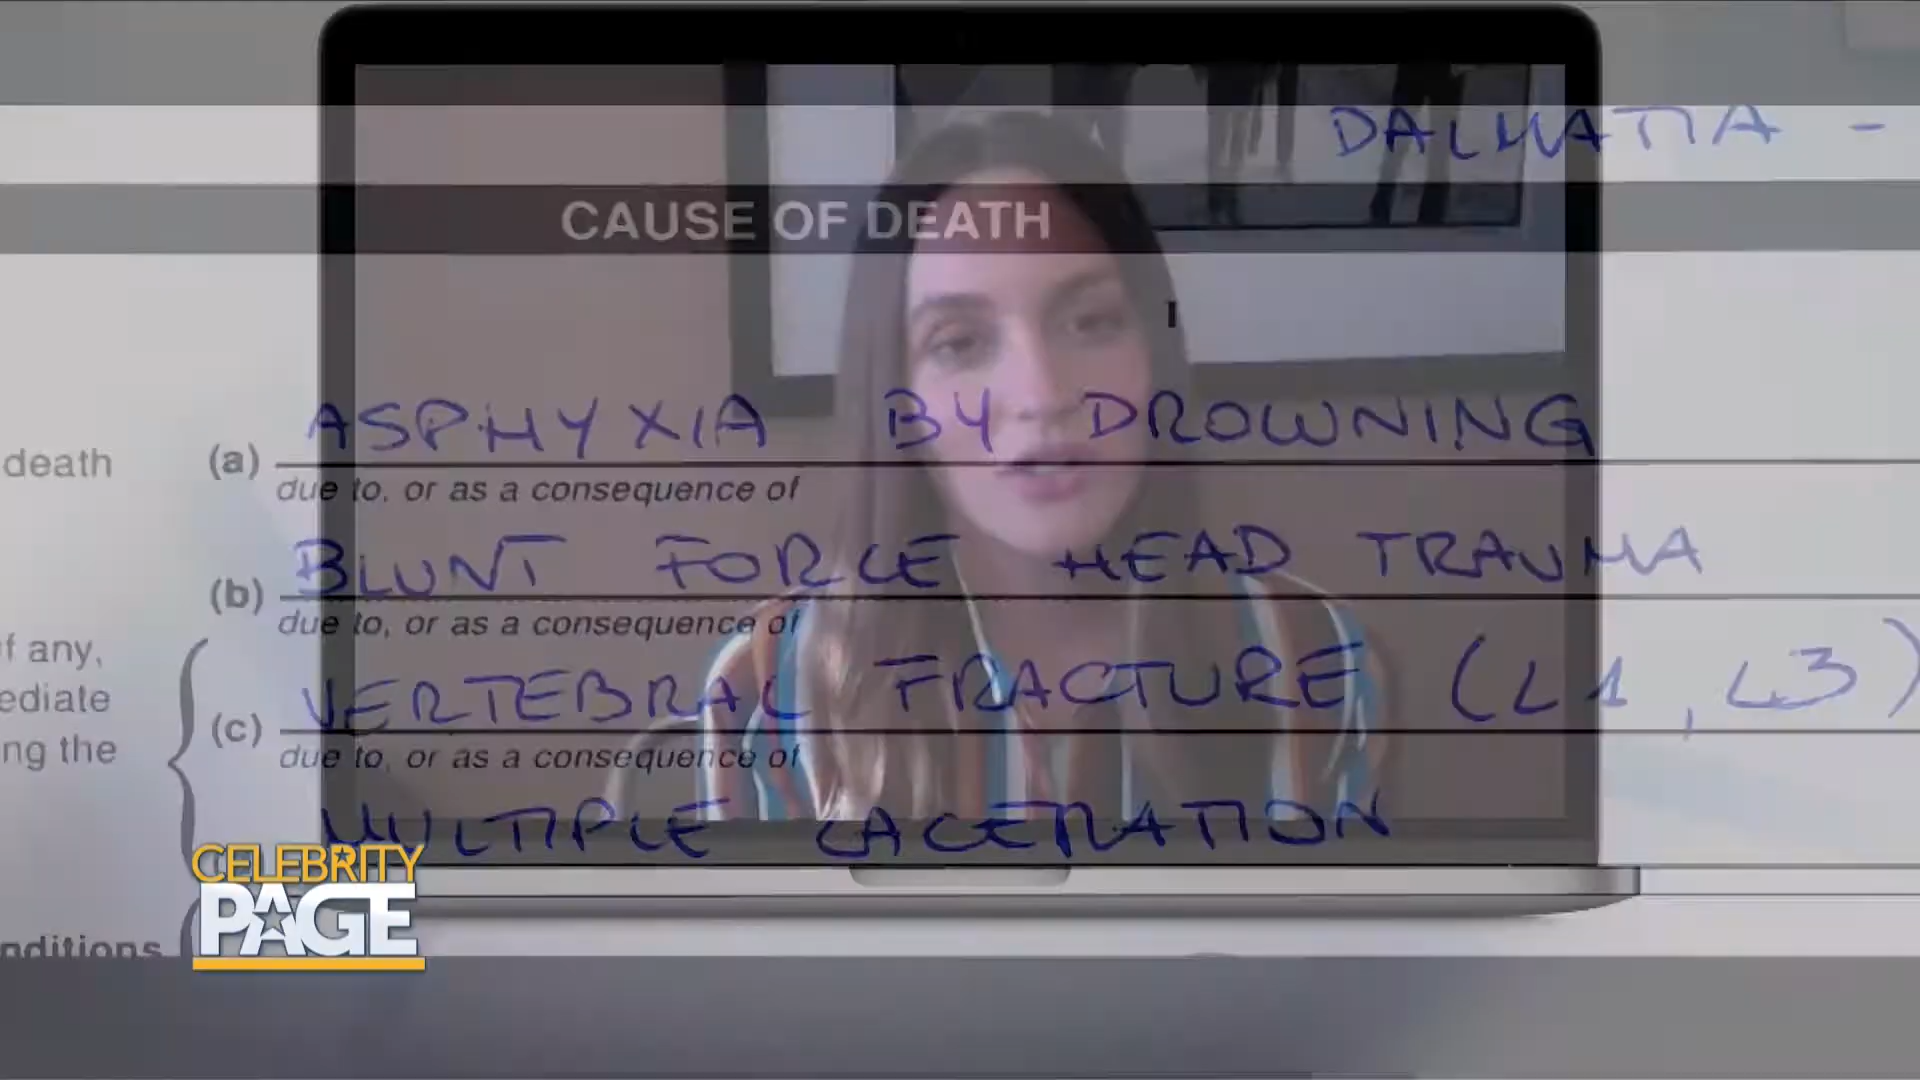 DALMATIA -
CAUSE OF DEATH
death (a) ASPHYXIA BY DROWNING
due to, or as a consequence of
(b) BLUNT FORCE HEAD TRAUMA
due to, or as a consequence of
f any,
ediate
ng the
(c) VERTEBRAL FRACTURE (L1, L3)
due to, or as a consequence of
MULTIPLE LACERATION
CELEBRITY
PAGE
nditions